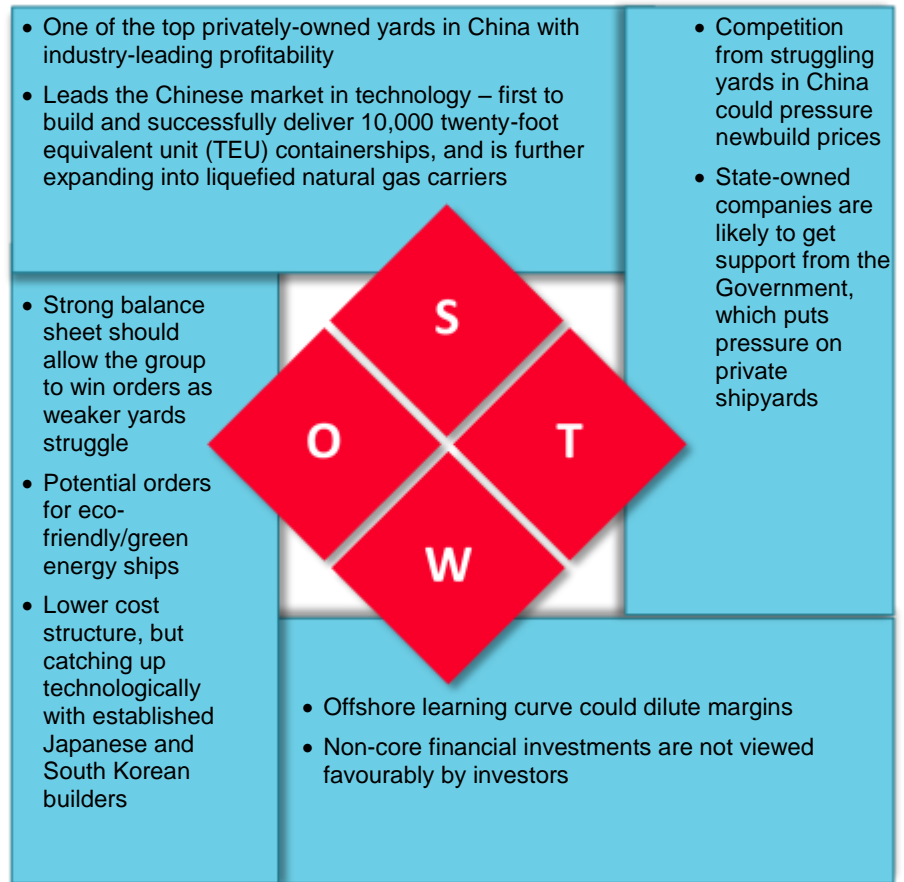 • One of the top privately-owned yards in China with
industry-leading profitability
• Leads the Chinese market in technology – first to
build and successfully deliver 10,000 twenty-foot
equivalent unit (TEU) containerships, and is further
expanding into liquefied natural gas carriers
• Competition
from struggling
yards in China
could pressure
newbuild prices
• State-owned
companies are
likely to get
support from the
Government,
which puts
pressure on
private
shipyards
• Strong balance
sheet should
allow the group
to win orders as
weaker yards
struggle
• Potential orders
for eco-
friendly/green
energy ships
• Lower cost
structure, but
catching up
technologically
with established
Japanese and
South Korean
builders
S
O
T
W
• Offshore learning curve could dilute margins
• Non-core financial investments are not viewed
favourably by investors